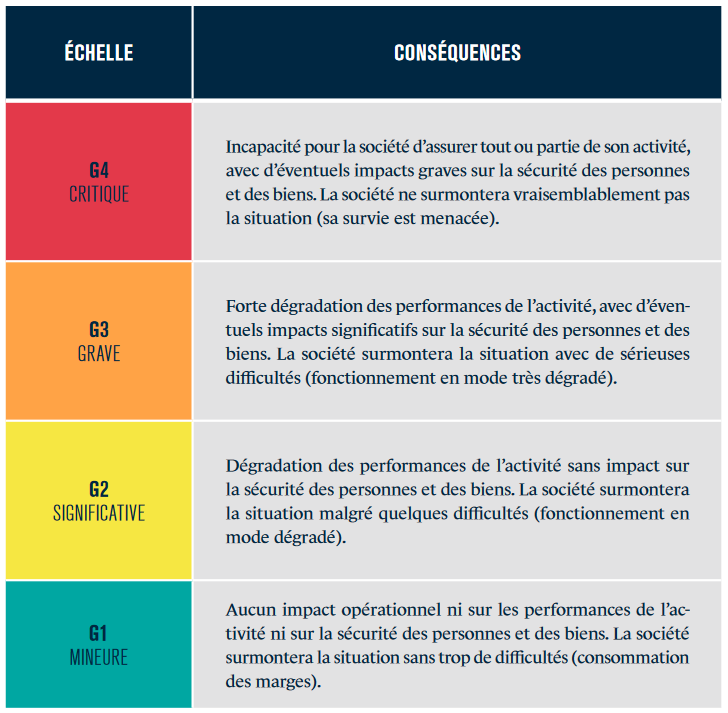 ÉCHELLE
CONSÉQUENCES
G4
CRITIQUE
Incapacité pour la société d’assurer tout ou partie de son activité,
avec d’éventuels impacts graves sur la sécurité des personnes
et des biens. La société ne surmontera vraisemblablement pas
la situation (sa survie est menacée).
G3
GRAVE
Forte dégradation des performances de l’activité, avec d’éven-
tuels impacts significatifs sur la sécurité des personnes et des
biens. La société surmontera la situation avec de sérieuses
difficultés (fonctionnement en mode très dégradé).
G2
SIGNIFICATIVE
Dégradation des performances de l’activité sans impact sur
la sécurité des personnes et des biens. La société surmontera
la situation malgré quelques difficultés (fonctionnement en
mode dégradé).
G1
MINEURE
Aucun impact opérationnel ni sur les performances de l’ac-
tivité ni sur la sécurité des personnes et des biens. La société
surmontera la situation sans trop de difficultés (consommation
des marges).